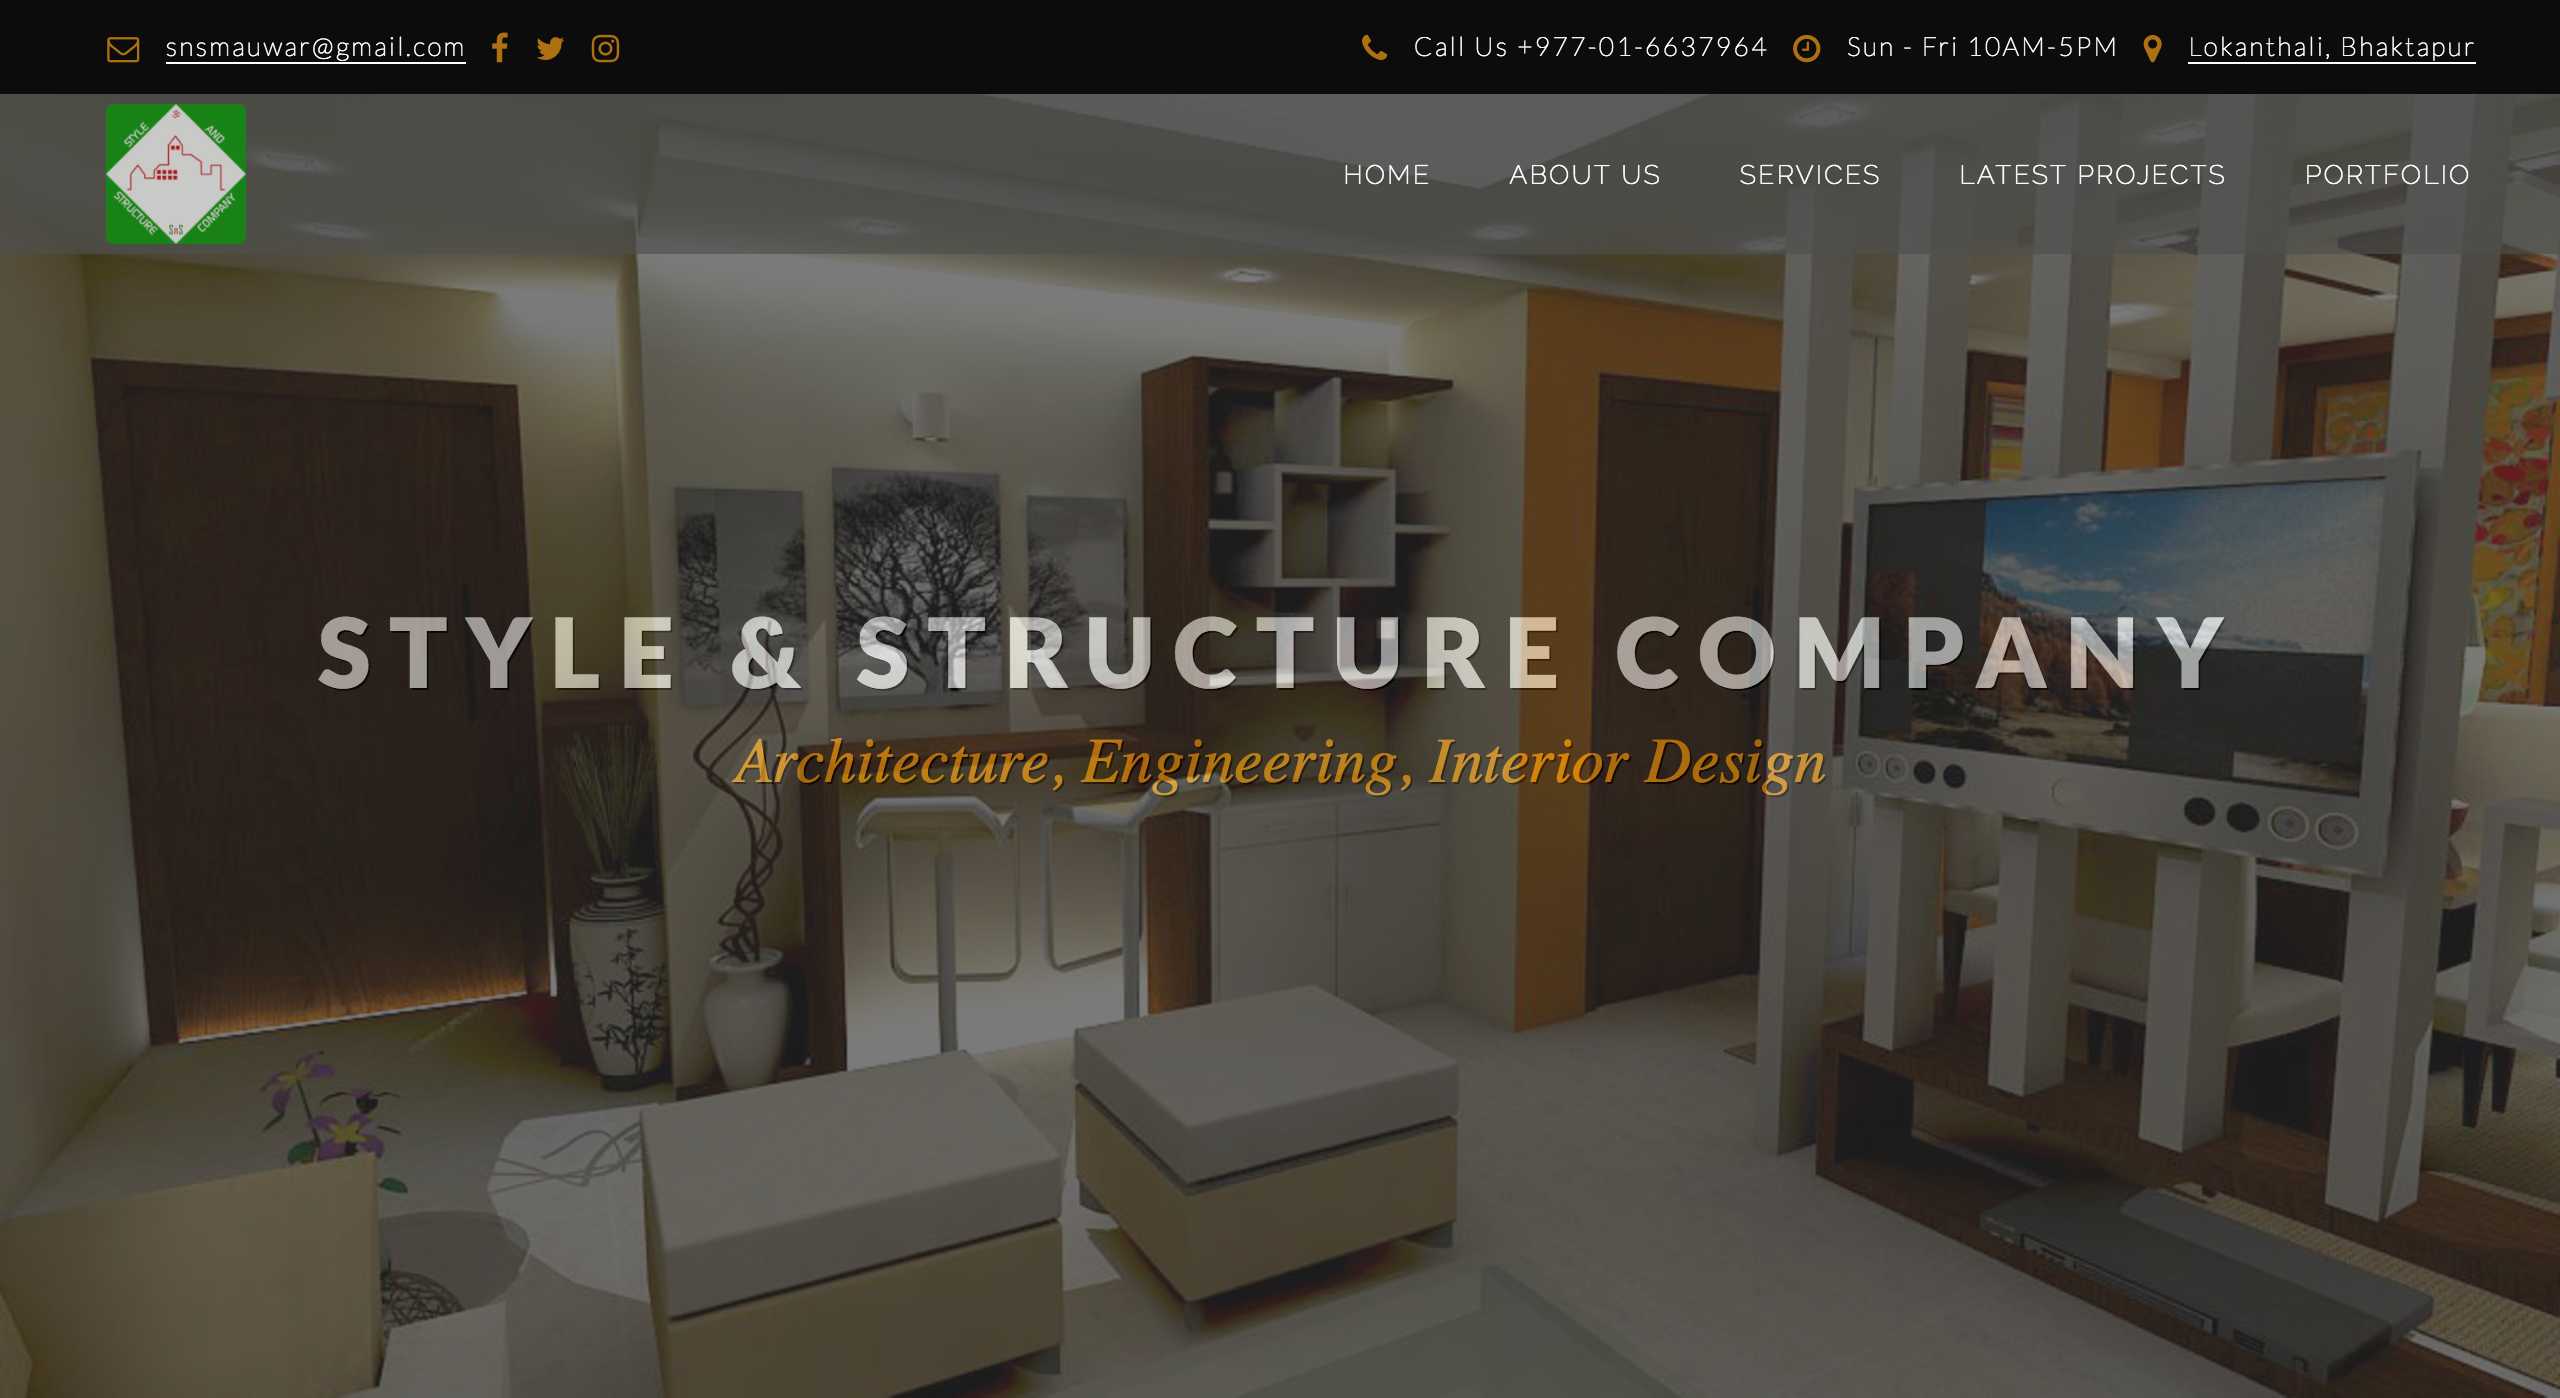 snsmauwar@gmail.com
Call Us +977-01-6637964
Sun - Fri 10AM-5PM
Lokanthali, Bhaktapur
STYLE AND
STRUCTURE COMPANY
SnS
HOME
ABOUT US
SERVICES
LATEST PROJECTS
PORTFOLIO
STYLE & STRUCTURE COMPANY
Architecture, Engineering, Interior Design